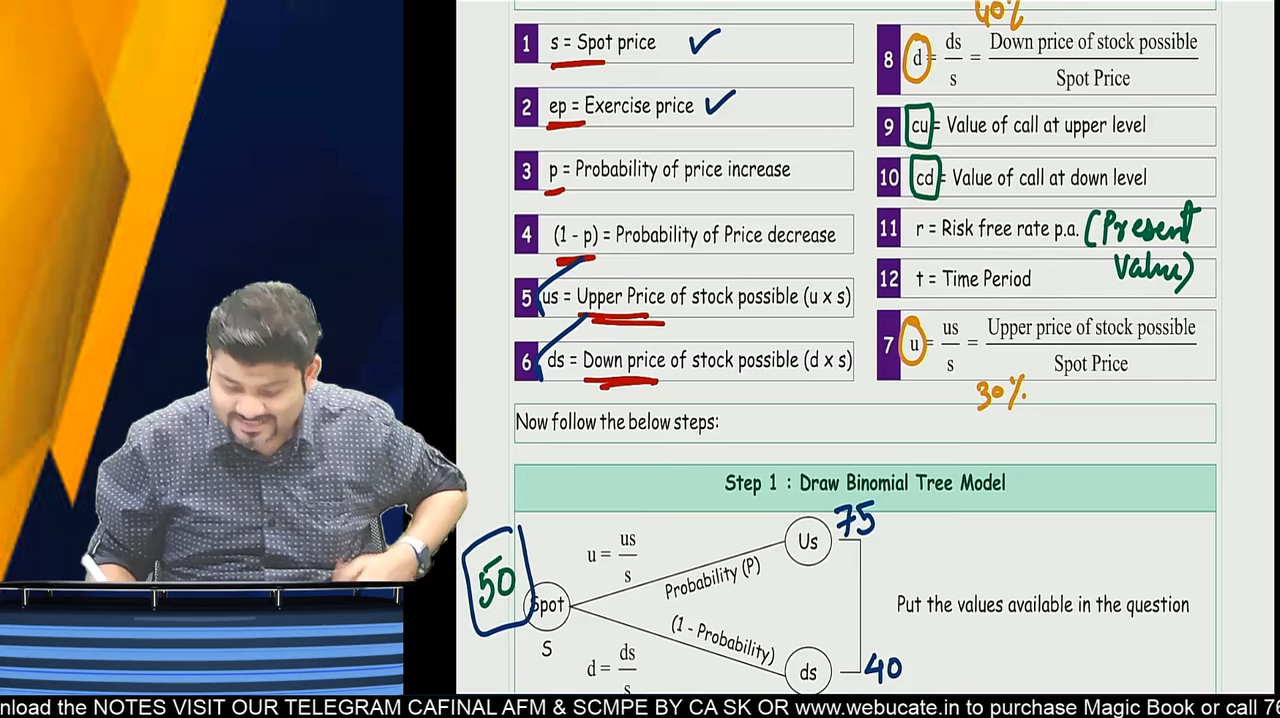 40%
1 s = Spot price ✓
2 ep = Exercise price ✓
3 p = Probability of price increase
4 (1 - p) = Probability of Price decrease
5 us = Upper Price of stock possible (u x s)
6 ds = Down price of stock possible (d x s)
8 d = ds/s = Down price of stock possible / Spot Price
9 cu = Value of call at upper level
10 cd = Value of call at down level
11 r = Risk free rate p.a. (Present Value)
12 t = Time Period
7 u = us/s = Upper price of stock possible / Spot Price
30%
Now follow the below steps:
Step 1 : Draw Binomial Tree Model
75
u = us/s
Us
Probability (P)
50
Spot
S
Put the values available in the question
(1 - Probability)
d = ds/s
ds
40
nload the NOTES VISIT OUR TELEGRAM CAFINAL AFM & SCMPE BY CA SK OR www.webucate.in to purchase Magic Book or call 76